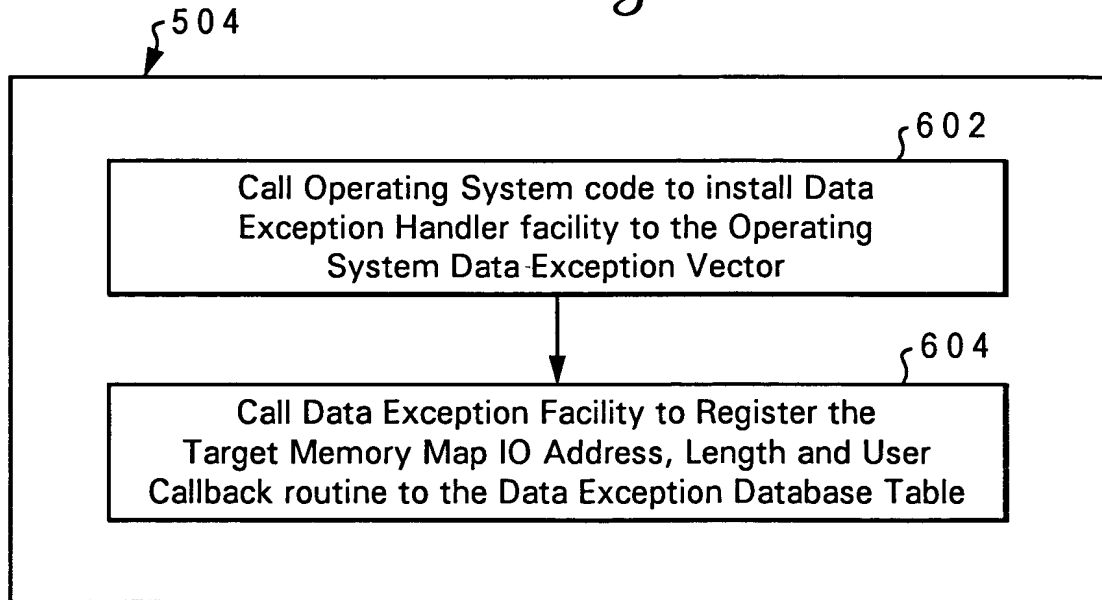 504
602
Call Operating System code to install Data
Exception Handler facility to the Operating
System Data Exception Vector
604
Call Data Exception Facility to Register the
Target Memory Map IO Address, Length and User
Callback routine to the Data Exception Database Table